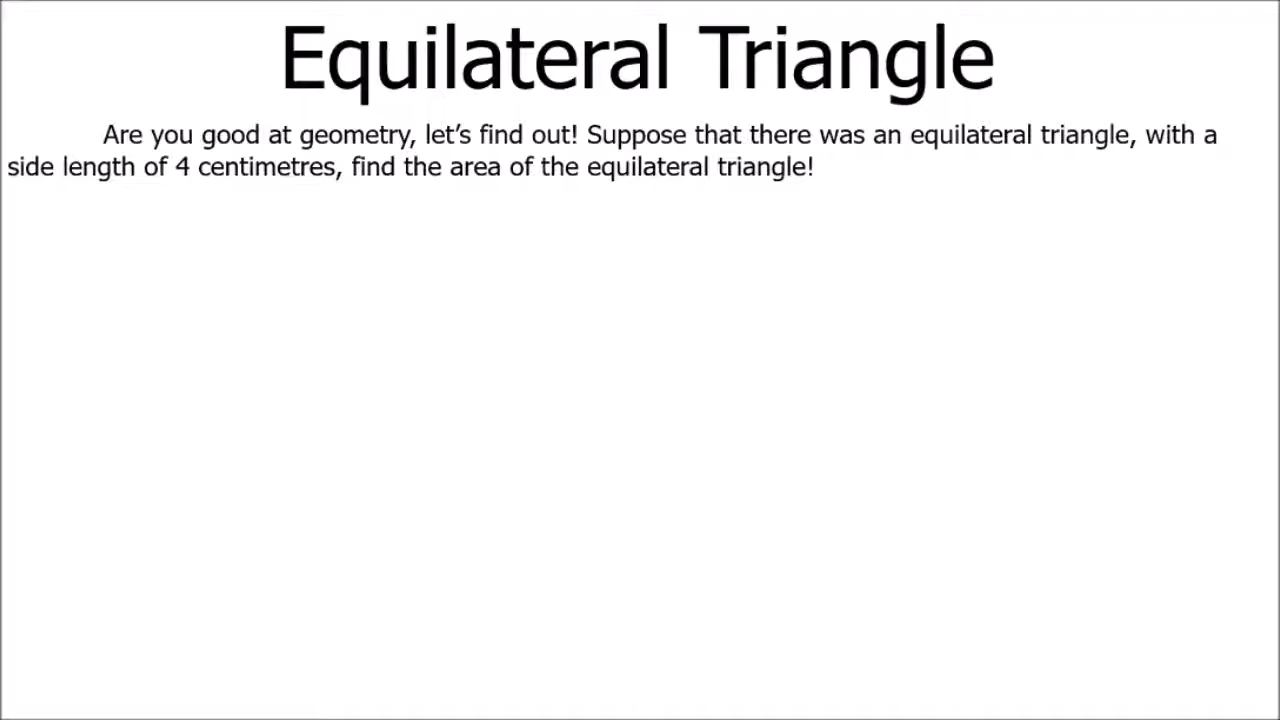 Equilateral Triangle
Are you good at geometry, let’s find out! Suppose that there was an equilateral triangle, with a
side length of 4 centimetres, find the area of the equilateral triangle!